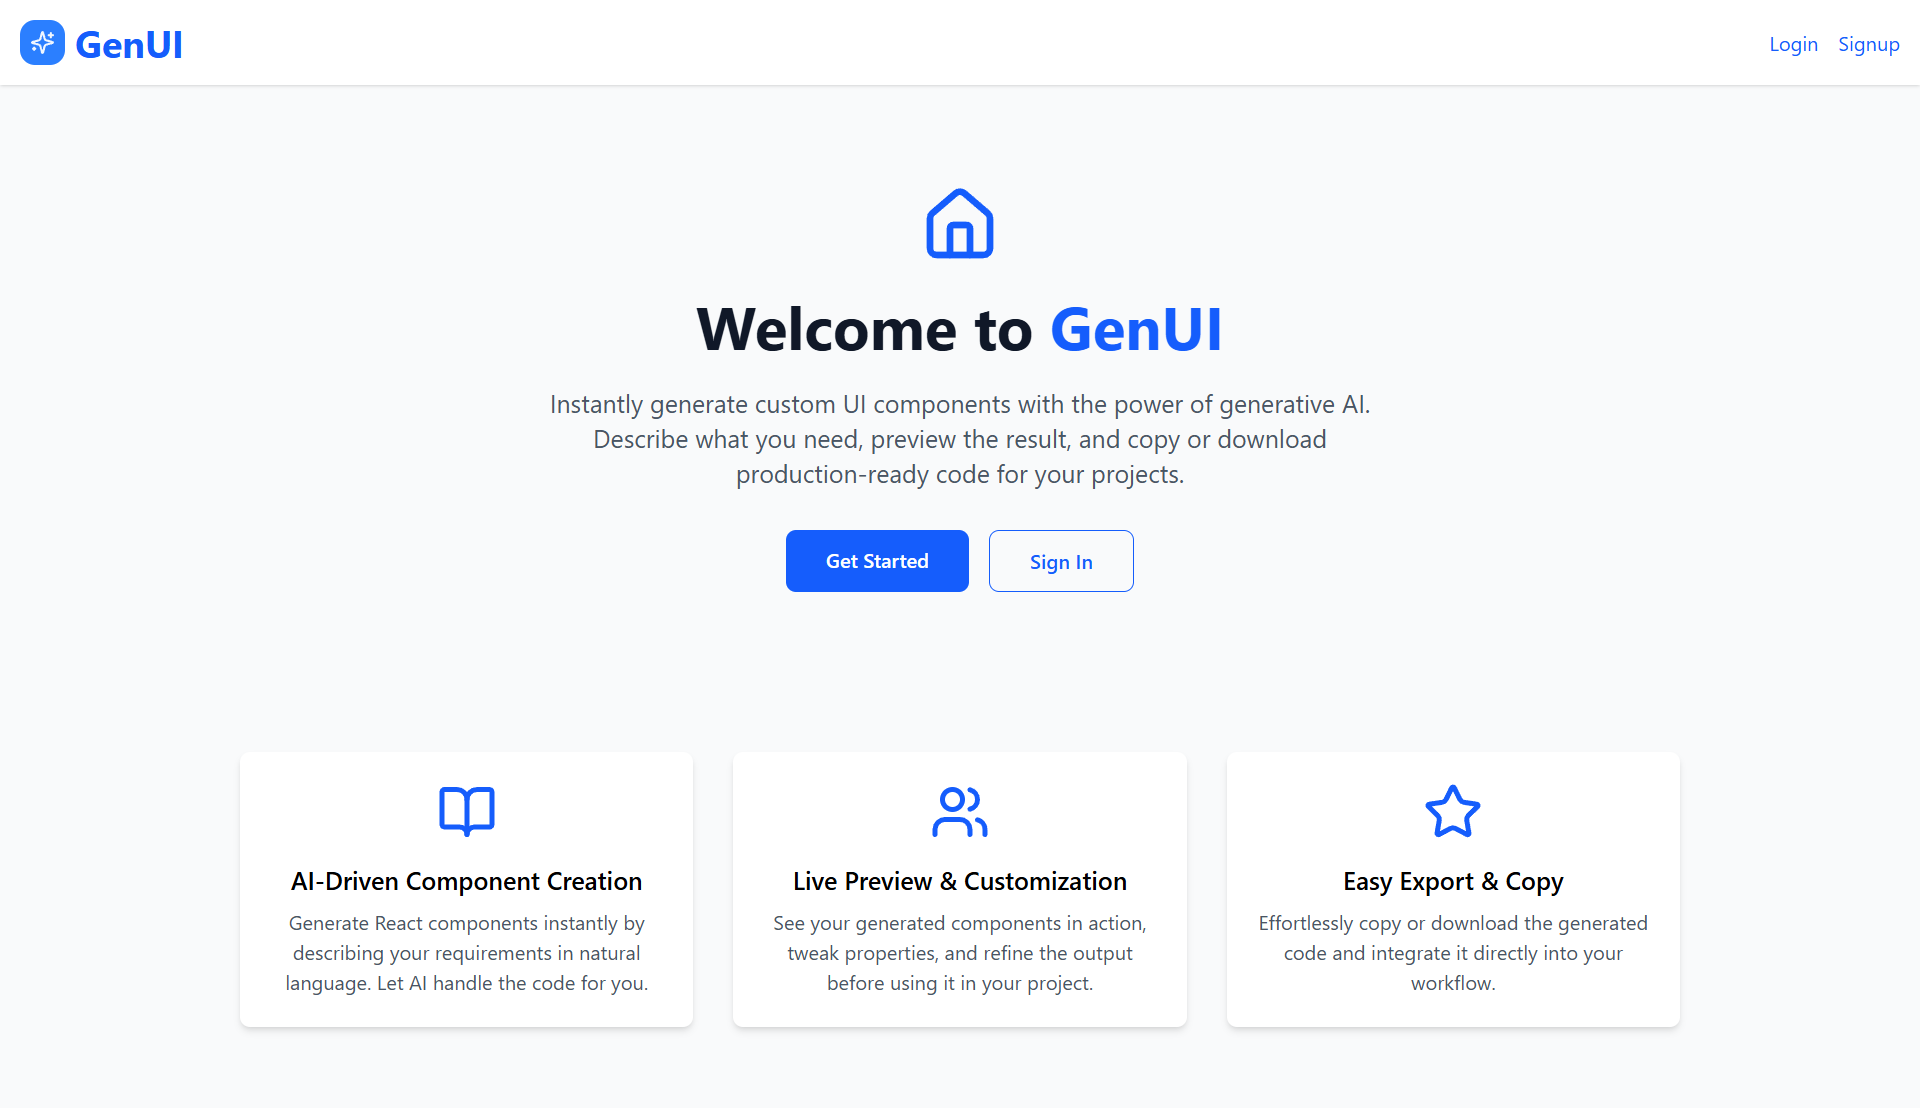 GenUI
Login
Signup
Welcome to GenUI
Instantly generate custom UI components with the power of generative AI.
Describe what you need, preview the result, and copy or download
production-ready code for your projects.
Get Started
Sign In
AI-Driven Component Creation
Generate React components instantly by
describing your requirements in natural
language. Let AI handle the code for you.
Live Preview & Customization
See your generated components in action,
tweak properties, and refine the output
before using it in your project.
Easy Export & Copy
Effortlessly copy or download the generated
code and integrate it directly into your
workflow.